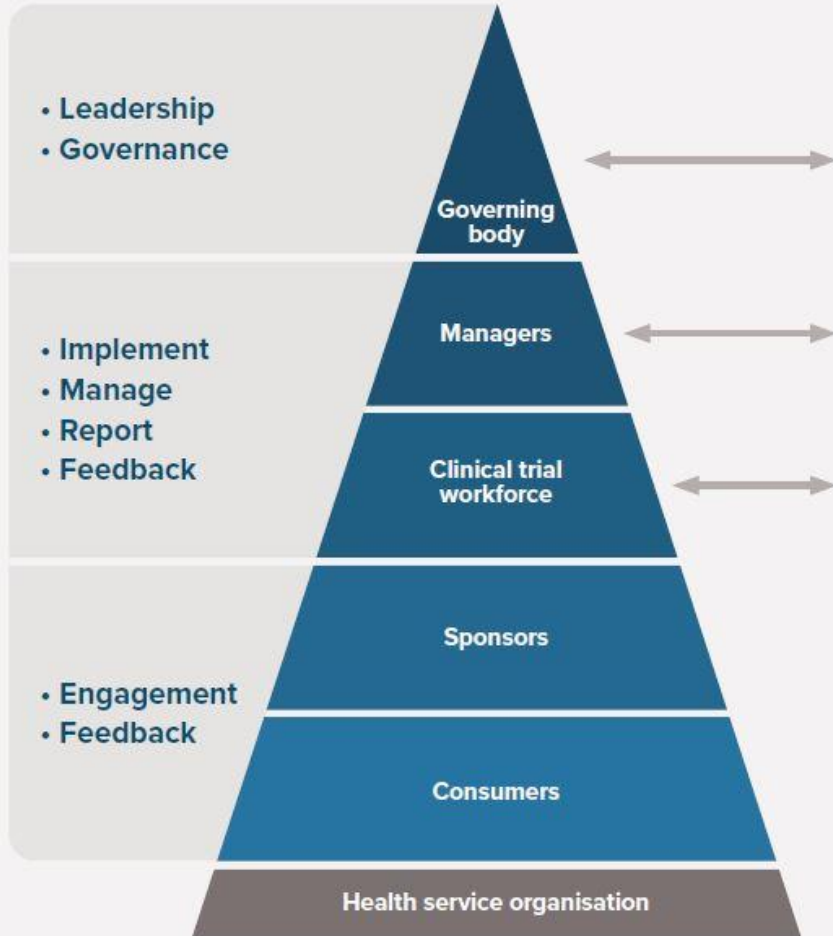 • Leadership
• Governance
Governing
body
• Implement
• Manage
• Report
• Feedback
Managers
Clinical trial
workforce
• Engagement
• Feedback
Sponsors
Consumers
Health service organisation